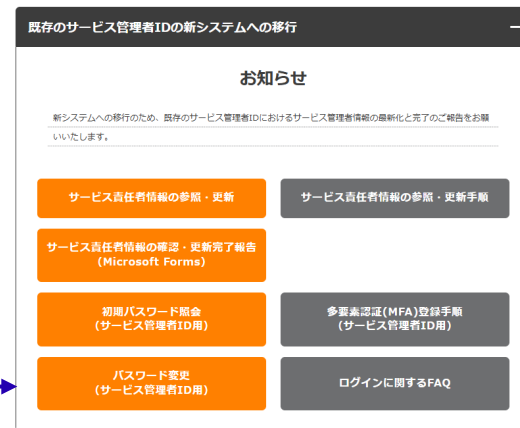 既存のサービス管理者IDの新システムへの移行
お知らせ
新システムへの移行のため、既存のサービス管理者IDにおけるサービス管理者情報の最新化と完了のご報告をお願
いいたします。
サービス責任者情報の参照・更新
サービス責任者情報の参照・更新手順
サービス責任者情報の確認・更新完了報告
(Microsoft Forms)
初期パスワード照会
(サービス管理者ID用)
多要素認証(MFA)登録手順
(サービス管理者ID用)
パスワード変更
(サービス管理者ID用)
ログインに関するFAQ